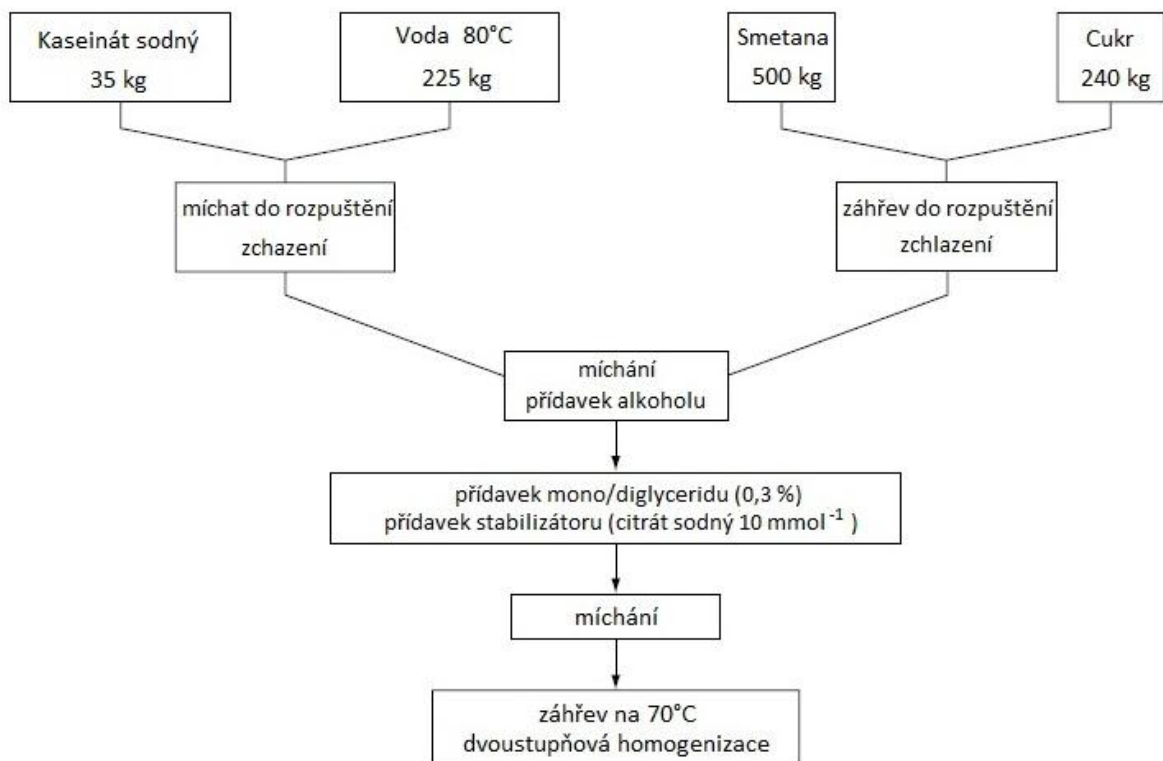 Kaseinát sodný
35 kg
Voda 80°C
225 kg
Smetana
500 kg
Cukr
240 kg
míchat do rozpuštění
zchazení
záhřev do rozpuštění
zchlazení
míchání
přídavek alkoholu
přídavek mono/diglyceridu (0,3 %)
přídavek stabilizátoru (citrát sodný 10 mmol⁻¹ )
míchání
záhřev na 70°C
dvoustupňová homogenizace